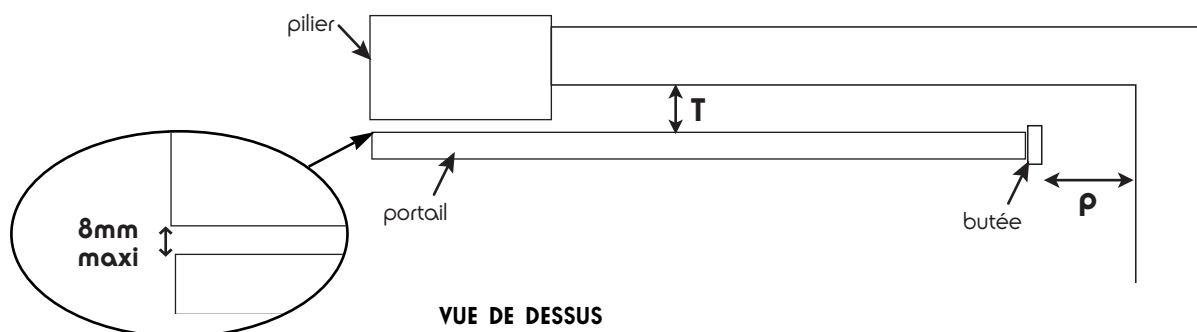 pilier
T
8mm
maxi
portail
butée
P
VUE DE DESSUS